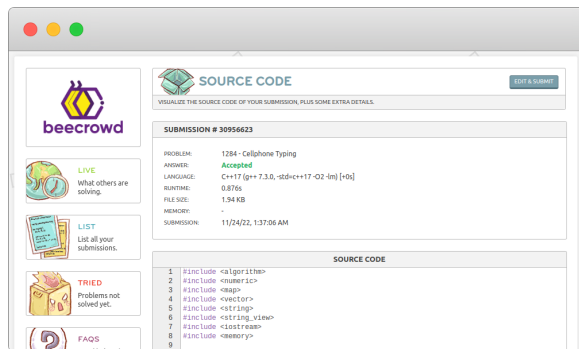 beecrowd
LIVE
What others are
solving.
LIST
List all your
submissions.
TRIED
Problems not
solved yet.
FAQS
SOURCE CODE
EDIT & SUBMIT
VISUALIZE THE SOURCE CODE OF YOUR SUBMISSION, PLUS SOME EXTRA DETAILS.
SUBMISSION # 30956623
PROBLEM: 1284 - Cellphone Typing
ANSWER: Accepted
LANGUAGE: C++17 (g++ 7.3.0, -std=c++17 -O2 -lm) [+0s]
RUNTIME: 0.876s
FILE SIZE: 1.94 KB
MEMORY: -
SUBMISSION: 11/24/22, 1:37:06 AM
SOURCE CODE
1 #include <algorithm>
2 #include <numeric>
3 #include <map>
4 #include <vector>
5 #include <string>
6 #include <string_view>
7 #include <iostream>
8 #include <memory>
9